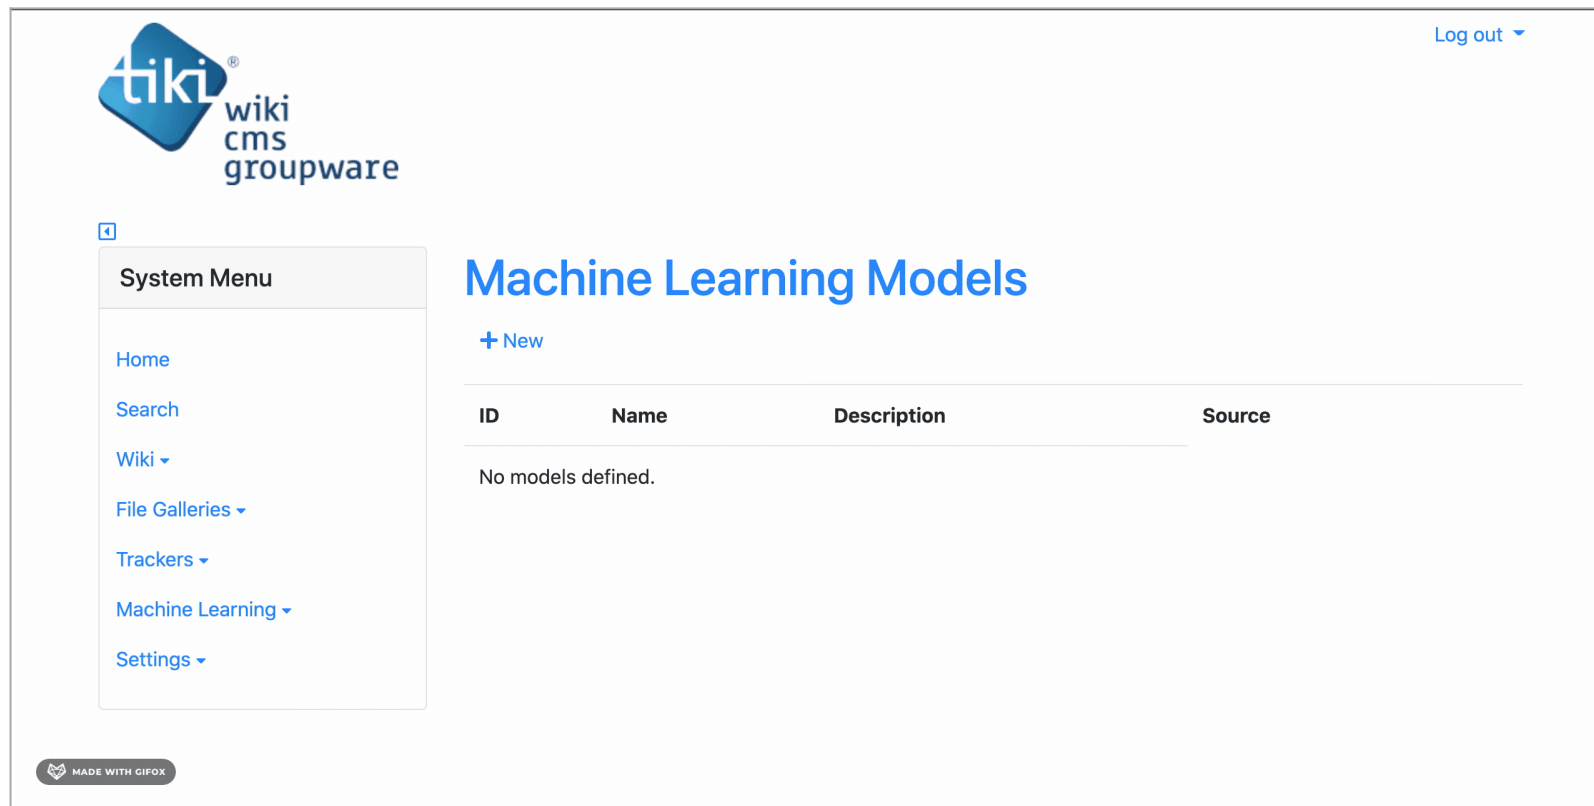 Log out
tiki®
wiki
cms
groupware
System Menu
Home
Search
Wiki
File Galleries
Trackers
Machine Learning
Settings
Machine Learning Models
New
ID Name Description Source
No models defined.
MADE WITH GIFOX